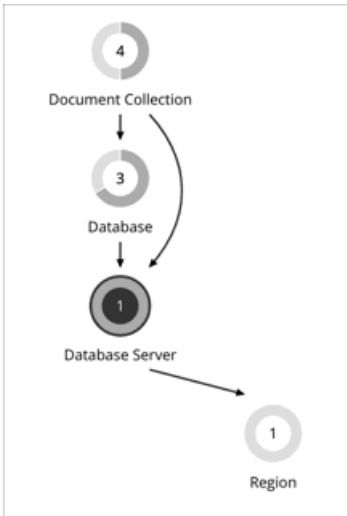 4
Document Collection
3
Database
1
Database Server
1
Region